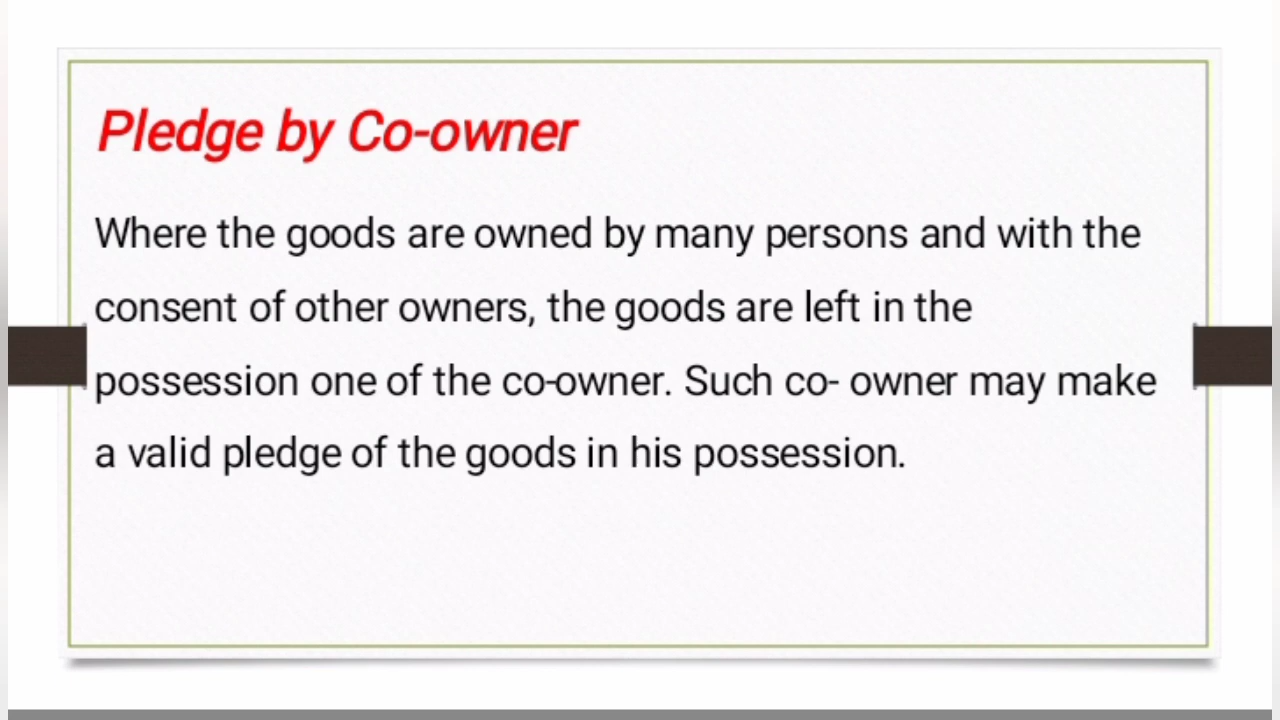 Pledge by Co-owner
Where the goods are owned by many persons and with the
consent of other owners, the goods are left in the
possession one of the co-owner. Such co- owner may make
a valid pledge of the goods in his possession.